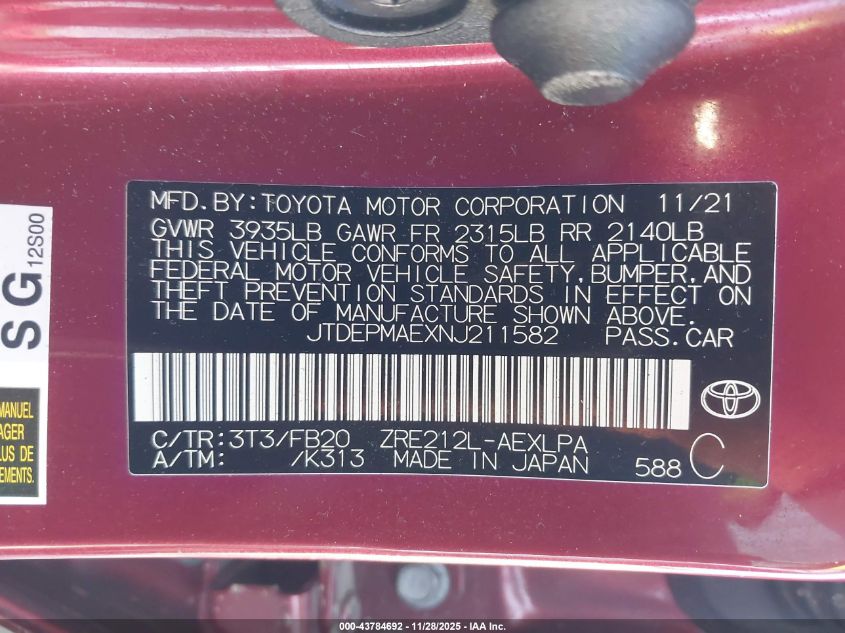 MFD. BY: TOYOTA MOTOR CORPORATION 11/21
GVWR 3935LB GAWR FR 2315LB RR 2140LB
THIS VEHICLE CONFORMS TO ALL APPLICABLE
FEDERAL MOTOR VEHICLE SAFETY, BUMPER, AND
THEFT PREVENTION STANDARDS IN EFFECT ON
THE DATE OF MANUFACTURE SHOWN ABOVE.
JTDEPMAEXNJ211582 PASS. CAR
C/TR: 3T3/FB20 ZRE212L-AEXLPA
A/TM: /K313 MADE IN JAPAN 588 C
SG 12S00
MANUEL
AGER
PLUS DE
EMENTS.
000-43784692 - 11/28/2025 - IAA Inc.